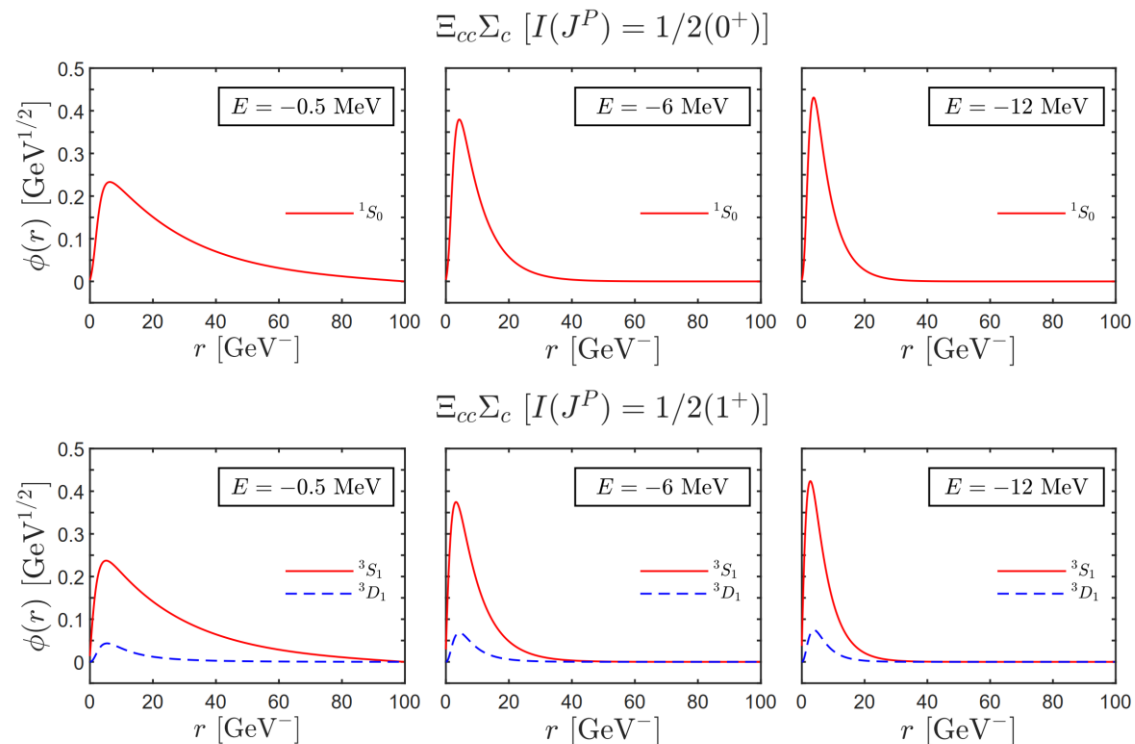 Ξ_{cc}Σ_c [I(J^P) = 1/2(0^+)]
ϕ(r) [GeV^{1/2}]
0.5
0.4
0.3
0.2
0.1
0
E = −0.5 MeV
^1S_0
0 20 40 60 80 100
r [GeV^−]
E = −6 MeV
^1S_0
0 20 40 60 80 100
r [GeV^−]
E = −12 MeV
^1S_0
0 20 40 60 80 100
r [GeV^−]
Ξ_{cc}Σ_c [I(J^P) = 1/2(1^+)]
ϕ(r) [GeV^{1/2}]
0.5
0.4
0.3
0.2
0.1
0
E = −0.5 MeV
^3S_1
^3D_1
0 20 40 60 80 100
r [GeV^−]
E = −6 MeV
^3S_1
^3D_1
0 20 40 60 80 100
r [GeV^−]
E = −12 MeV
^3S_1
^3D_1
0 20 40 60 80 100
r [GeV^−]